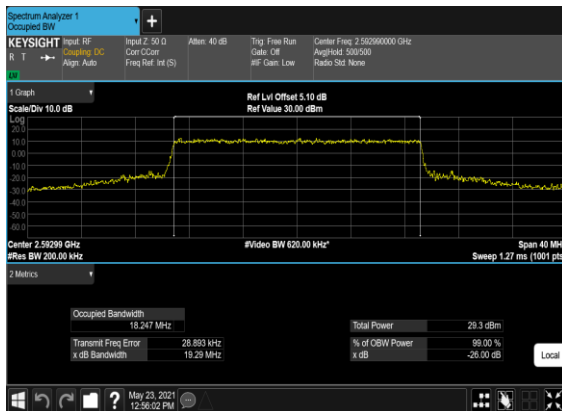 Spectrum Analyzer 1
Occupied BW
KEYSIGHT
R T
Input: RF
Coupling: DC
Align: Auto
Input Z: 50 Ω
Corr CCorr
Freq Ref: Int (S)
Atten: 40 dB
Trig: Free Run
Gate: Off
#IF Gain: Low
Center Freq: 2.592990000 GHz
Avg|Hold: 500/500
Radio Std: None
1 Graph
Scale/Div 10.0 dB
Ref Lvl Offset 5.10 dB
Ref Value 30.00 dBm
Log
20.0
10.0
0.00
-10.0
-20.0
-30.0
-40.0
-50.0
-60.0
Center 2.59299 GHz
#Res BW 200.00 kHz
#Video BW 620.00 kHz*
Span 40 MH
Sweep 1.27 ms (1001 pts
2 Metrics
Occupied Bandwidth
18.247 MHz
Transmit Freq Error 28.893 kHz
x dB Bandwidth 19.29 MHz
Total Power 29.3 dBm
% of OBW Power 99.00 %
x dB -26.00 dB
Local
May 23, 2021
12:56:02 PM